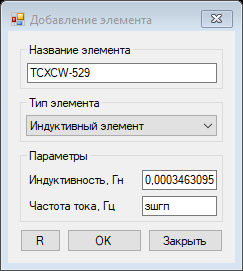 Добавление элемента
Название элемента
TCXCW-529
Тип элемента
Индуктивный элемент
Параметры
Индуктивность, Гн 0,0003463095
Частота тока, Гц зшгп
R OK Закрыть